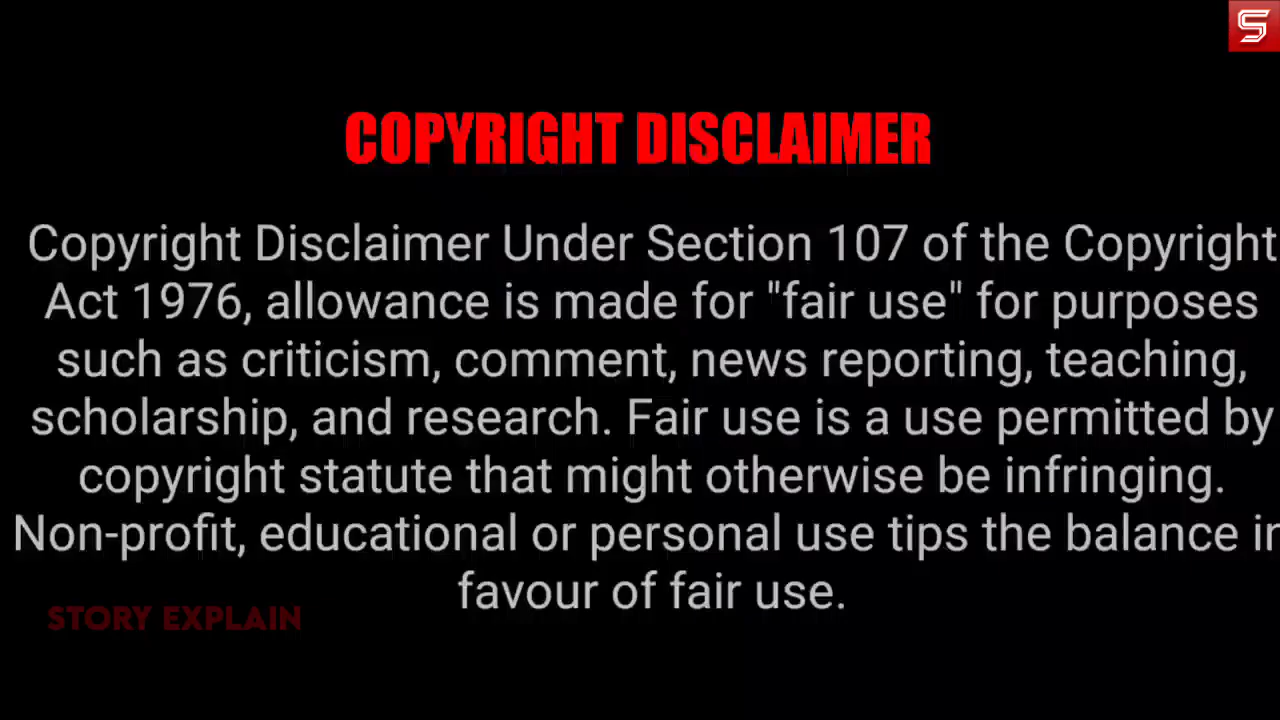 COPYRIGHT DISCLAIMER
Copyright Disclaimer Under Section 107 of the Copyright
Act 1976, allowance is made for "fair use" for purposes
such as criticism, comment, news reporting, teaching,
scholarship, and research. Fair use is a use permitted by
copyright statute that might otherwise be infringing.
Non-profit, educational or personal use tips the balance in
favour of fair use.
STORY EXPLAIN
S